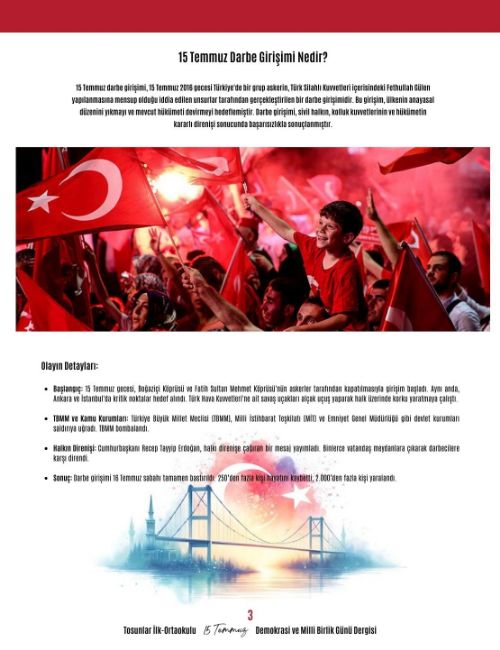 15 Temmuz Darbe Girişimi Nedir?
15 Temmuz darbe girişimi, 15 Temmuz 2016 gecesi Türkiye'de bir grup askerin, Türk Silahlı Kuvvetleri içerisindeki Fethullah Gülen
yapılanmasına mensup olduğu iddia edilen unsurlar tarafından gerçekleştirilen bir darbe girişimidir. Bu girişim, ülkenin anayasal
düzenini yıkmayı ve mevcut hükümeti devirmeyi hedeflemiştir. Darbe girişimi, sivil halkın, kolluk kuvvetlerinin ve hükümetin
kararlı direnişi sonucunda başarısızlıkla sonuçlanmıştır.
Olayın Detayları:
• Başlangıç: 15 Temmuz gecesi, Boğaziçi Köprüsü ve Fatih Sultan Mehmet Köprüsü'nün askerler tarafından kapatılmasıyla girişim başladı. Aynı anda,
Ankara ve İstanbul'da kritik noktalar hedef alındı. Türk Hava Kuvvetleri'ne ait savaş uçakları alçak uçuş yaparak halk üzerinde korku yaratmaya çalıştı.
• TBMM ve Kamu Kurumları: Türkiye Büyük Millet Meclisi (TBMM), Milli İstihbarat Teşkilatı (MİT) ve Emniyet Genel Müdürlüğü gibi devlet kurumları
saldırıya uğradı. TBMM bombalandı.
• Halkın Direnişi: Cumhurbaşkanı Recep Tayyip Erdoğan, halkı direnişe çağıran bir mesaj yayımladı. Binlerce vatandaş meydanlara çıkarak darbecilere
karşı direndi.
• Sonuç: Darbe girişimi 16 Temmuz sabahı tamamen bastırıldı. 250'den fazla kişi hayatını kaybetti, 2.000'den fazla kişi yaralandı.
3
Tosunlar İlk-Ortaokulu 15 Temmuz Demokrasi ve Milli Birlik Günü Dergisi